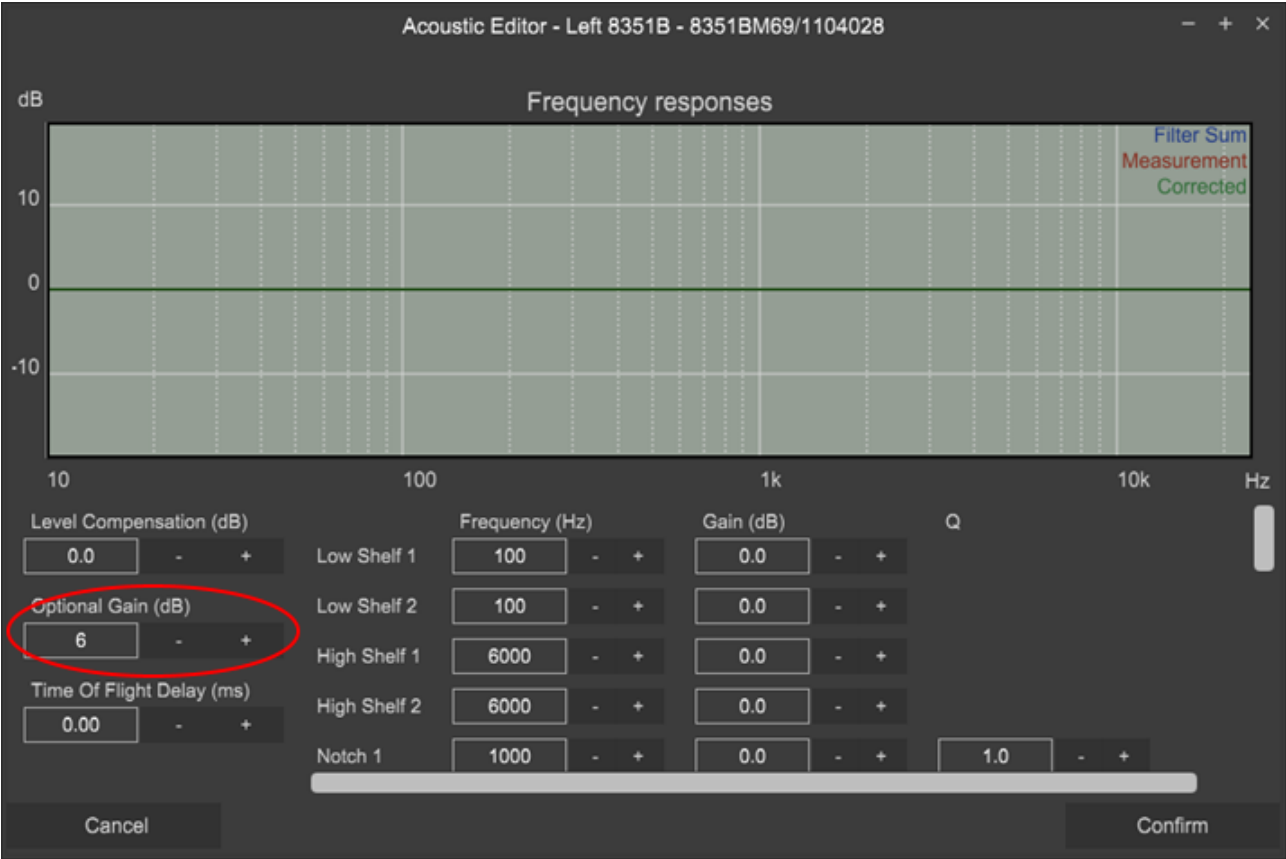 Acoustic Editor - Left 8351B - 8351BM69/1104028 - + ×
dB
Frequency responses
Filter Sum
Measurement
Corrected
10
0
-10
10 100 1k 10k Hz
Level Compensation (dB)
0.0 - +
Optional Gain (dB)
6 - +
Time Of Flight Delay (ms)
0.00 - +
Frequency (Hz) Gain (dB) Q
Low Shelf 1 100 - + 0.0 - +
Low Shelf 2 100 - + 0.0 - +
High Shelf 1 6000 - + 0.0 - +
High Shelf 2 6000 - + 0.0 - +
Notch 1 1000 - + 0.0 - + 1.0 - +
Cancel Confirm